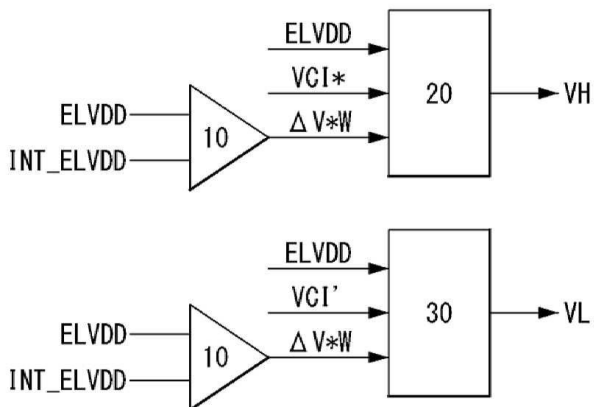 ELVDD
VCI*
20
VH
ELVDD
10
ΔV*W
INT_ELVDD
ELVDD
VCI'
30
VL
ELVDD
10
ΔV*W
INT_ELVDD